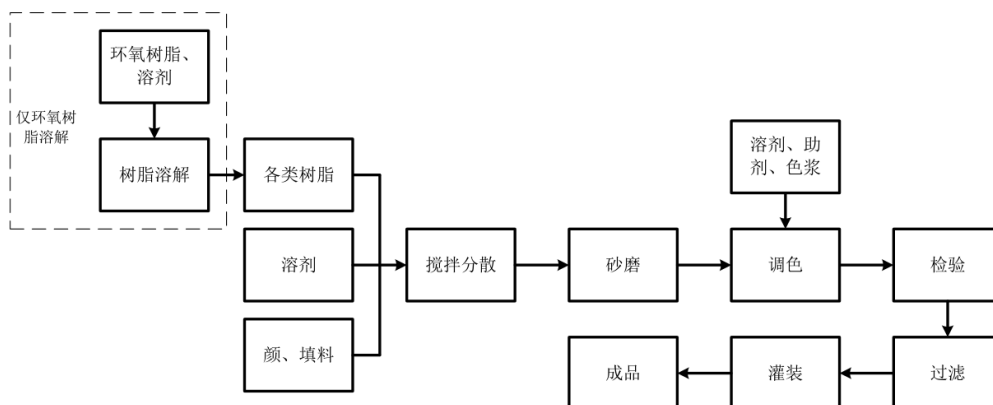 环氧树脂、
溶剂
仅环氧树
脂溶解
树脂溶解
各类树脂
溶剂
颜、填料
搅拌分散
砂磨
溶剂、助
剂、色浆
调色
检验
过滤
灌装
成品